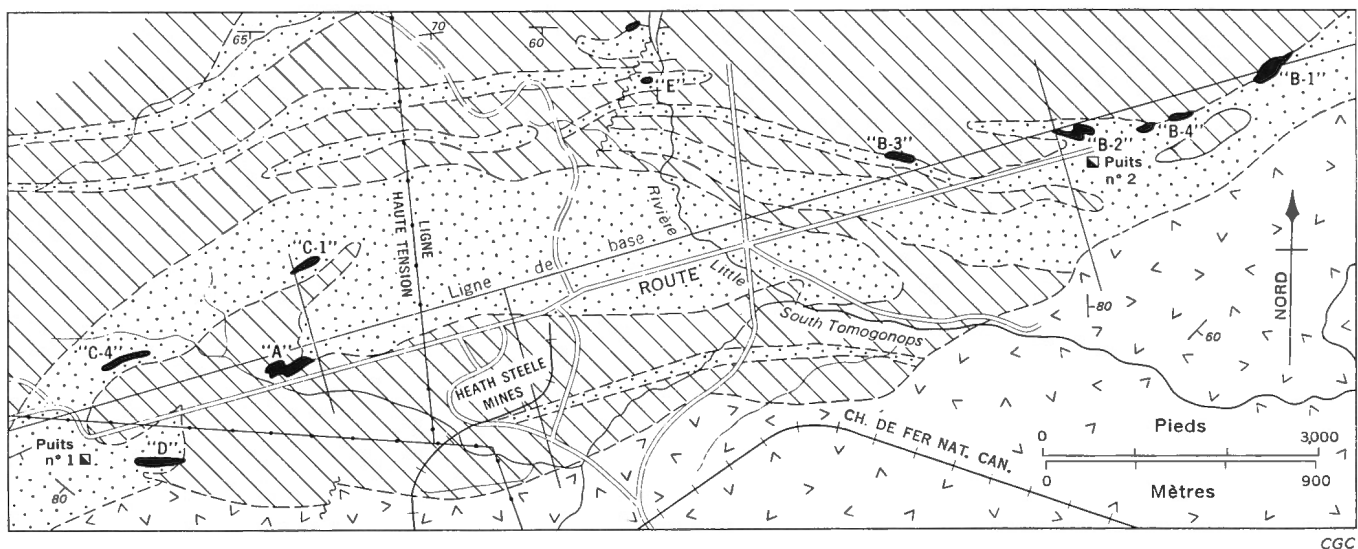 65
70
60
"E"
"B-1"
"B-4"
"B-3"
"B-2"
Puits
n° 2
LIGNE
HAUTE TENSION
Rivière
"C-1"
Ligne de base
ROUTE
Little
South Tomogonops
NORD
80
60
"C-4"
"A"
HEATH STEELE
MINES
CH. DE FER NAT. CAN.
Puits
n° 1
"D"
80
0 Pieds 3,000
0 Mètres 900
CGC